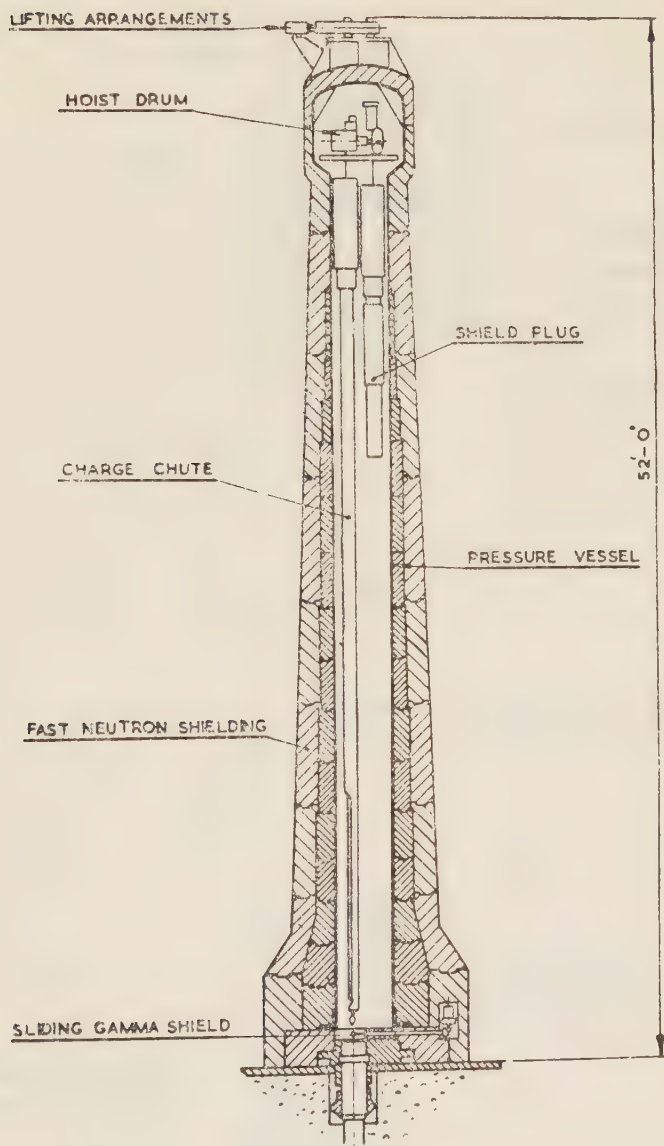 LIFTING ARRANGEMENTS
HOIST DRUM
SHIELD PLUG
52'-0"
CHARGE CHUTE
PRESSURE VESSEL
FAST NEUTRON SHIELDING
SLIDING GAMMA SHIELD